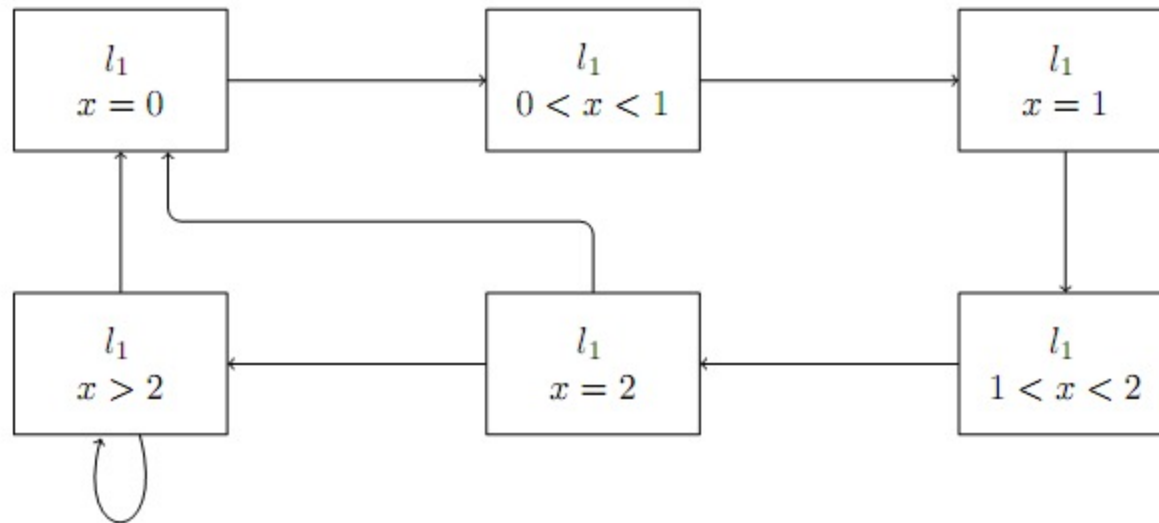 l₁
x = 0
l₁
0 < x < 1
l₁
x = 1
l₁
x > 2
l₁
x = 2
l₁
1 < x < 2